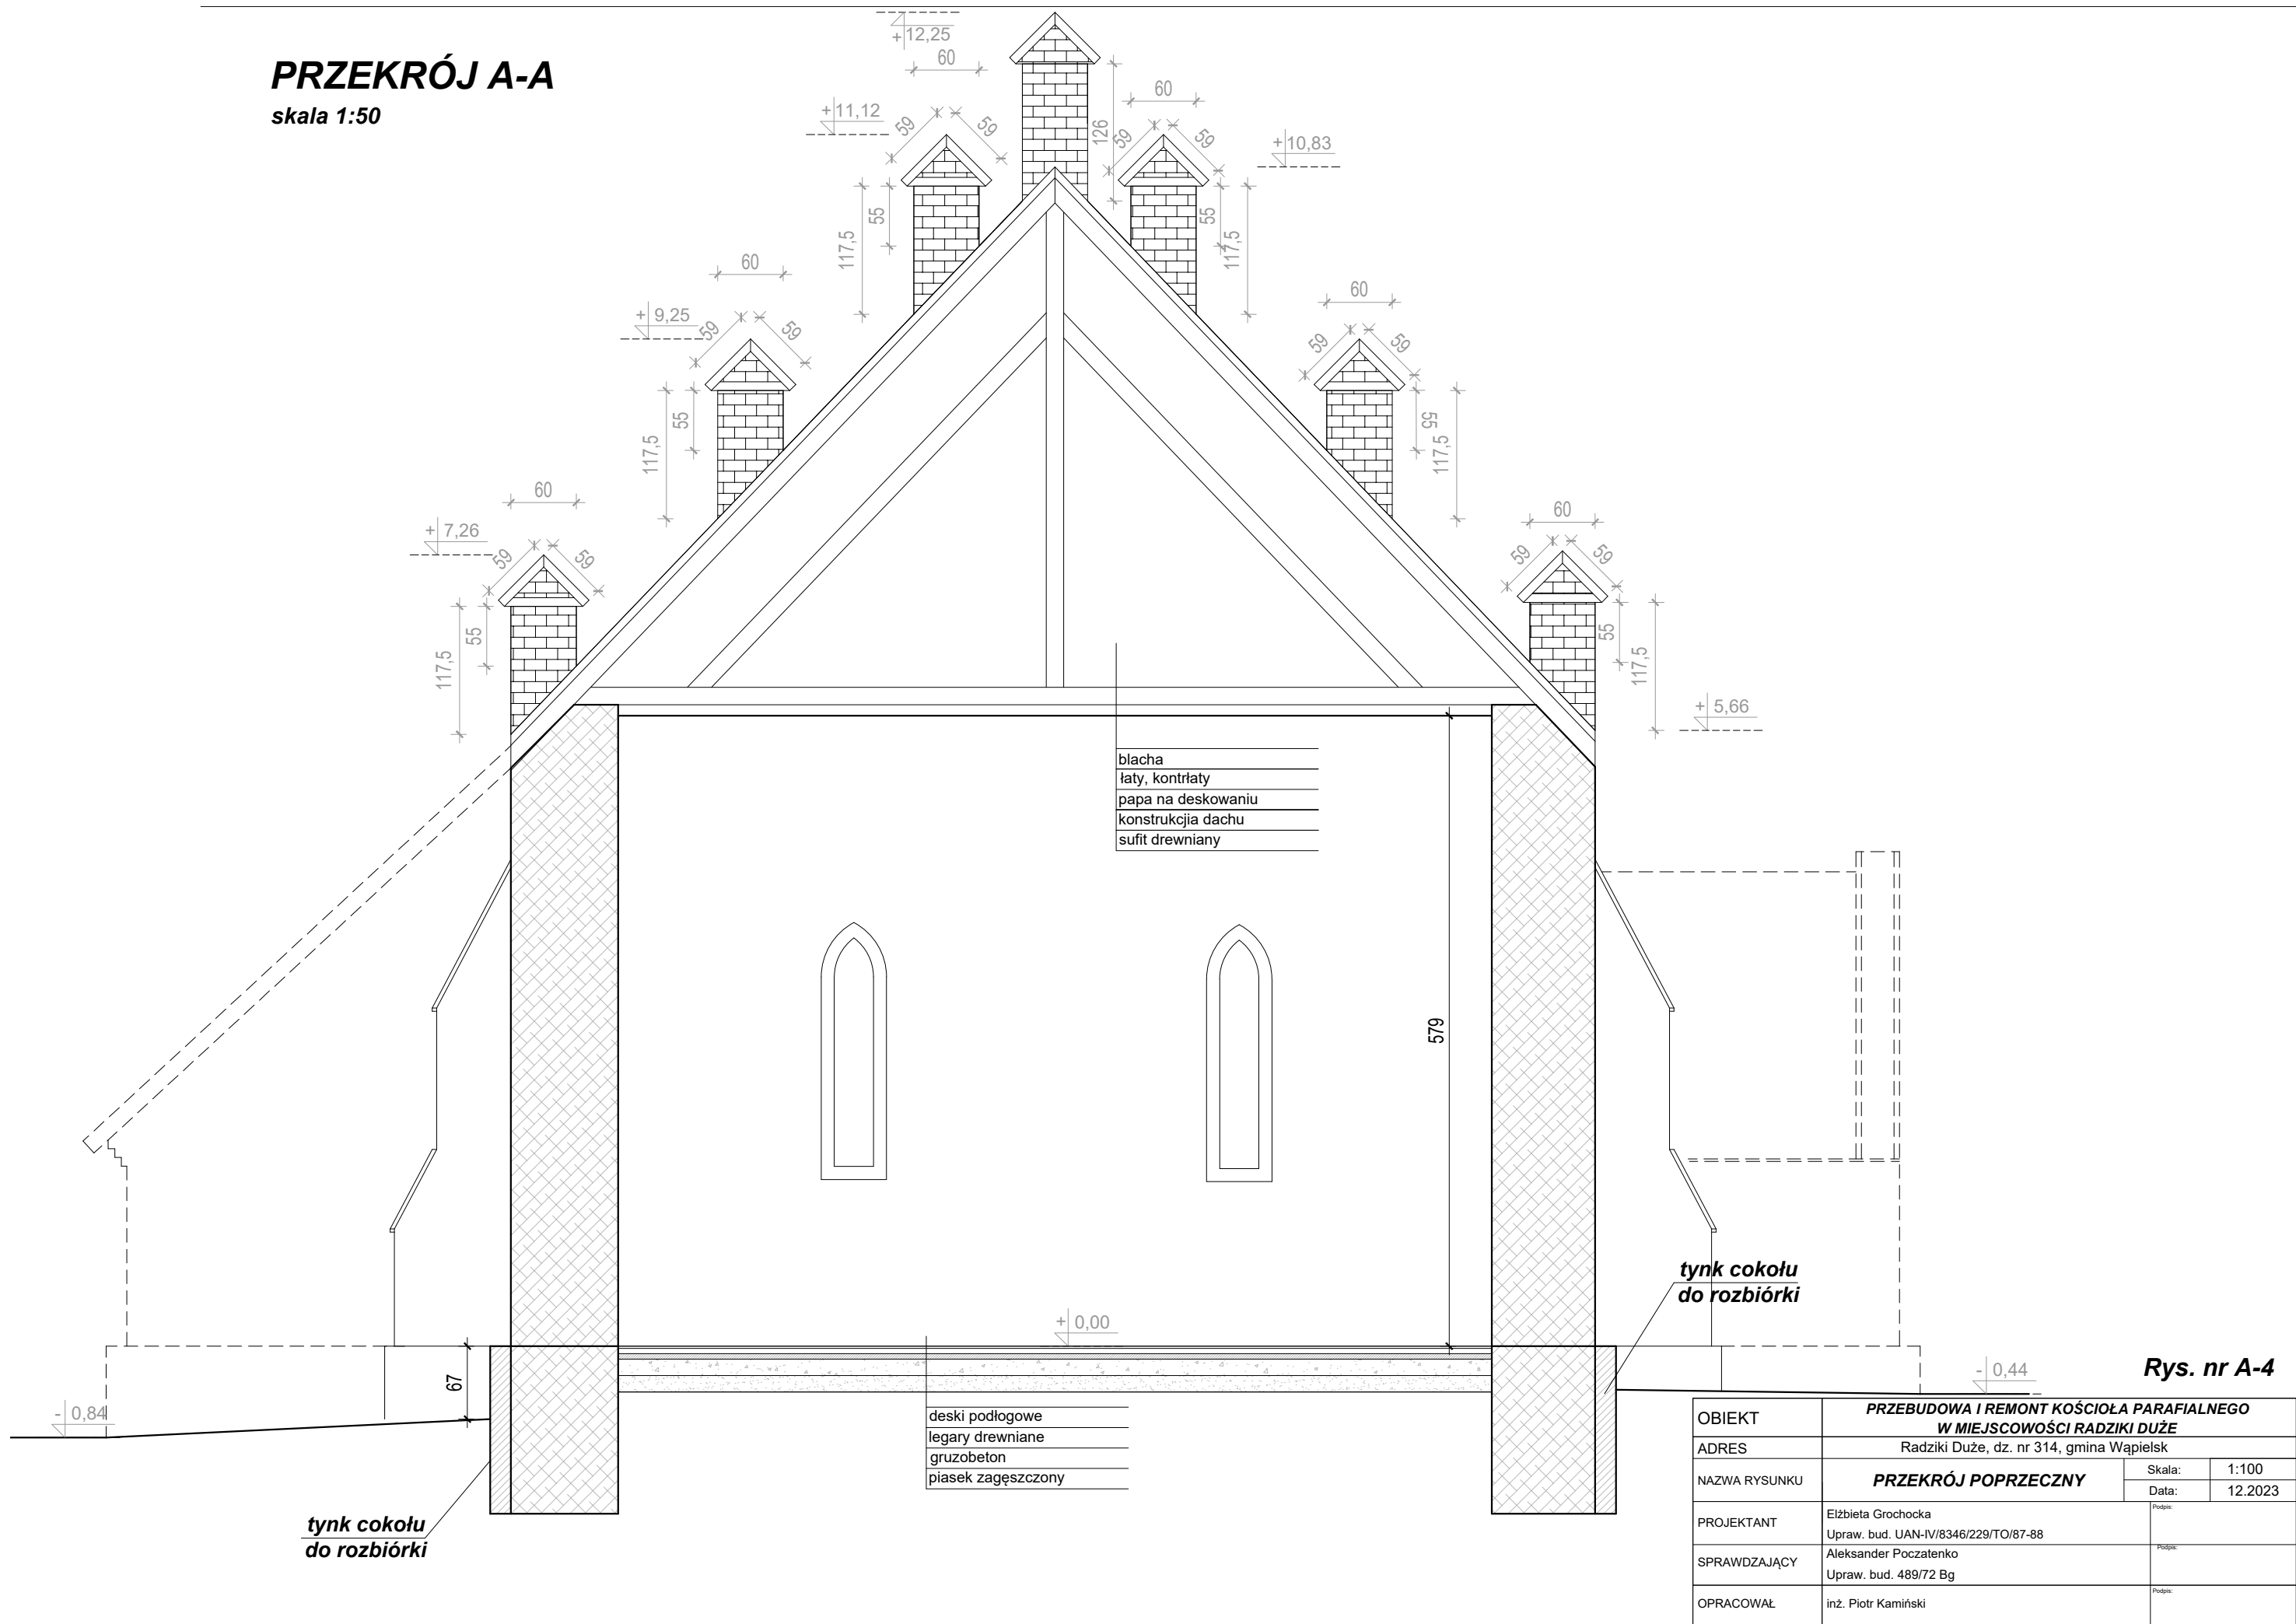 PRZEKRÓJ A-A
skala 1:50
+12,25
60
+11,12
59
59
126
60
59
59
+10,83
55
117,5
55
117,5
60
+9,25
59
59
55
117,5
60
59
59
55
117,5
60
+7,26
59
59
55
117,5
60
59
59
55
117,5
+5,66
blacha
łaty, kontrłaty
papa na deskowaniu
konstrukcjia dachu
sufit drewniany
579
tynk cokołu
do rozbiórki
+0,00
67
-0,84
-0,44
deski podłogowe
legary drewniane
gruzobeton
piasek zagęszczony
tynk cokołu
do rozbiórki
Rys. nr A-4
OBIEKT
PRZEBUDOWA I REMONT KOŚCIOŁA PARAFIALNEGO
W MIEJSCOWOŚCI RADZIKI DUŻE
ADRES
Radziki Duże, dz. nr 314, gmina Wąpielsk
NAZWA RYSUNKU
PRZEKRÓJ POPRZECZNY
Skala:
1:100
Data:
12.2023
PROJEKTANT
Elżbieta Grochocka
Upraw. bud. UAN-IV/8346/229/TO/87-88
Podpis:
SPRAWDZAJĄCY
Aleksander Poczatenko
Upraw. bud. 489/72 Bg
Podpis:
OPRACOWAŁ
inż. Piotr Kamiński
Podpis: